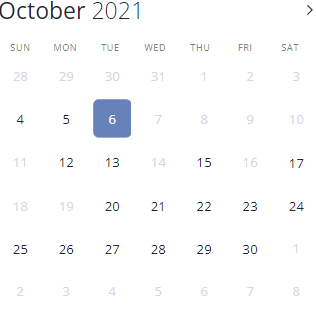 October 2021
SUN MON TUE WED THU FRI SAT
28 29 30 31 1 2 3
4 5 6 7 8 9 10
11 12 13 14 15 16 17
18 19 20 21 22 23 24
25 26 27 28 29 30 1
2 3 4 5 6 7 8